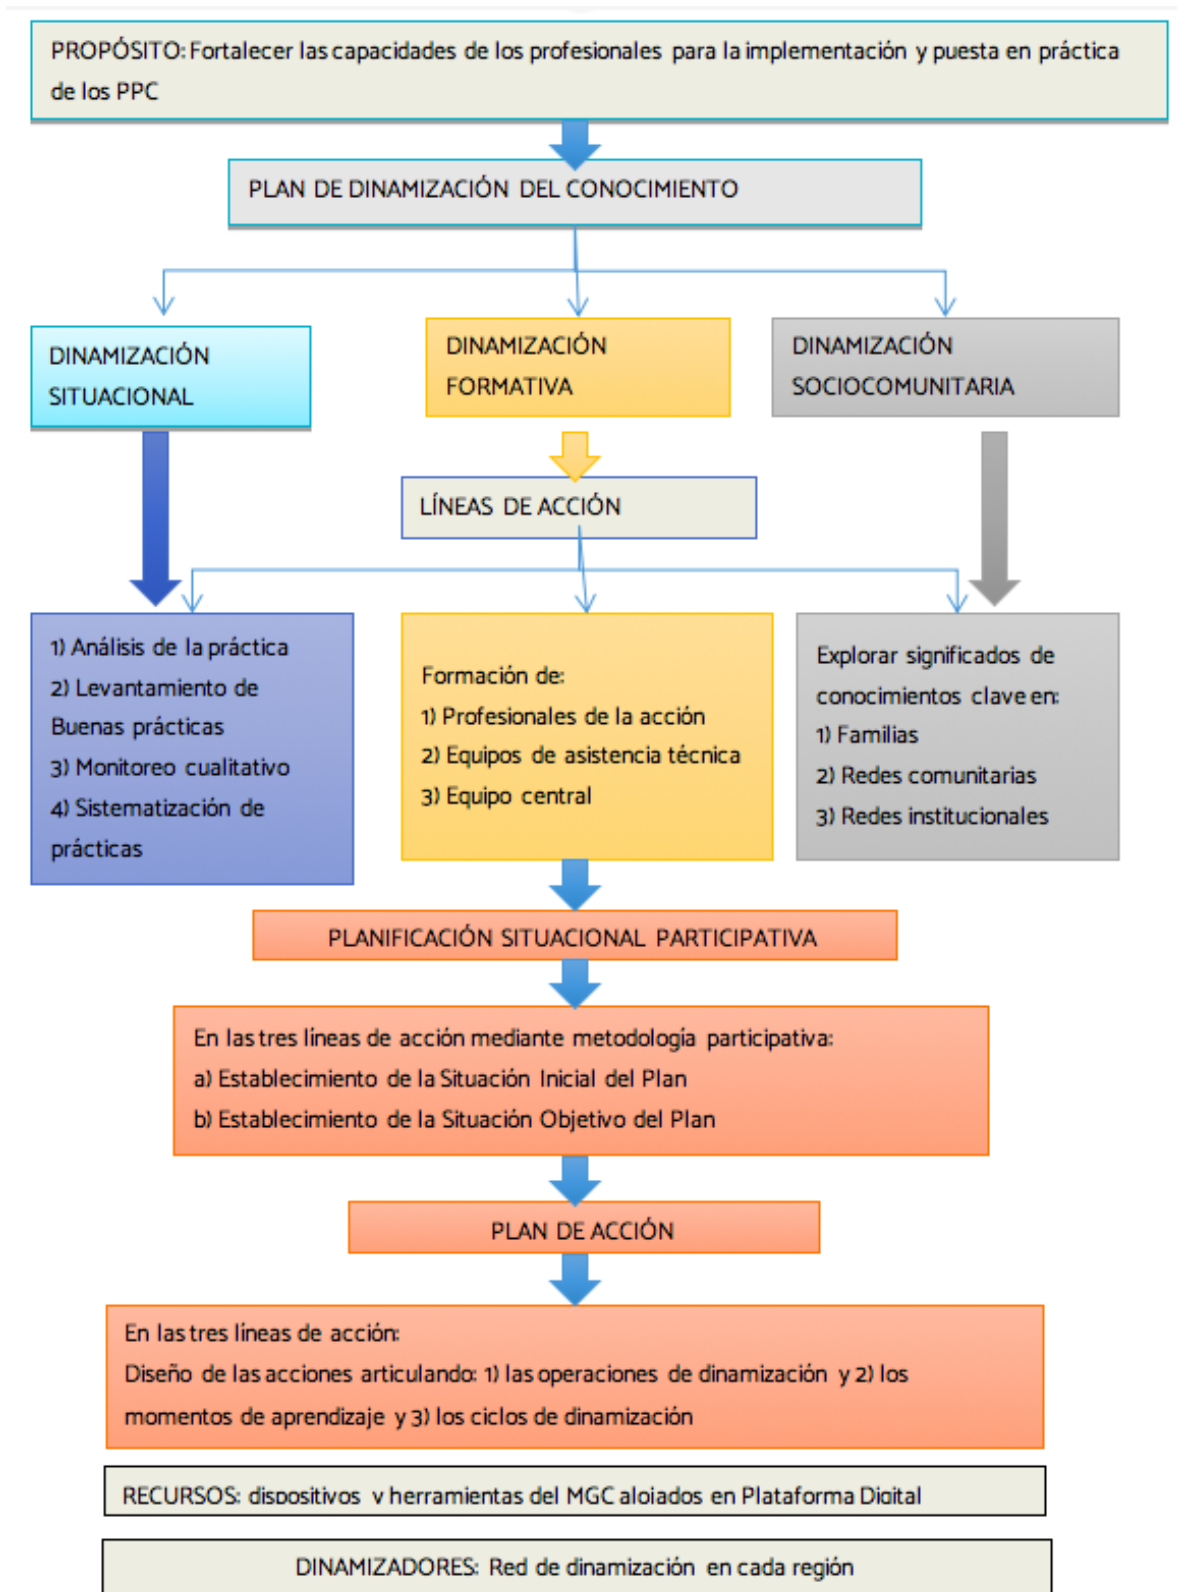 PROPÓSITO: Fortalecer las capacidades de los profesionales para la implementación y puesta en práctica
de los PPC
PLAN DE DINAMIZACIÓN DEL CONOCIMIENTO
DINAMIZACIÓN
SITUACIONAL
DINAMIZACIÓN
FORMATIVA
DINAMIZACIÓN
SOCIOCOMUNITARIA
LÍNEAS DE ACCIÓN
1) Análisis de la práctica
2) Levantamiento de
Buenas prácticas
3) Monitoreo cualitativo
4) Sistematización de
prácticas
Formación de:
1) Profesionales de la acción
2) Equipos de asistencia técnica
3) Equipo central
Explorar significados de
conocimientos clave en:
1) Familias
2) Redes comunitarias
3) Redes institucionales
PLANIFICACIÓN SITUACIONAL PARTICIPATIVA
En las tres líneas de acción mediante metodología participativa:
a) Establecimiento de la Situación Inicial del Plan
b) Establecimiento de la Situación Objetivo del Plan
PLAN DE ACCIÓN
En las tres líneas de acción:
Diseño de las acciones articulando: 1) las operaciones de dinamización y 2) los
momentos de aprendizaje y 3) los ciclos de dinamización
RECURSOS: dispositivos y herramientas del MGC alojados en Plataforma Digital
DINAMIZADORES: Red de dinamización en cada región